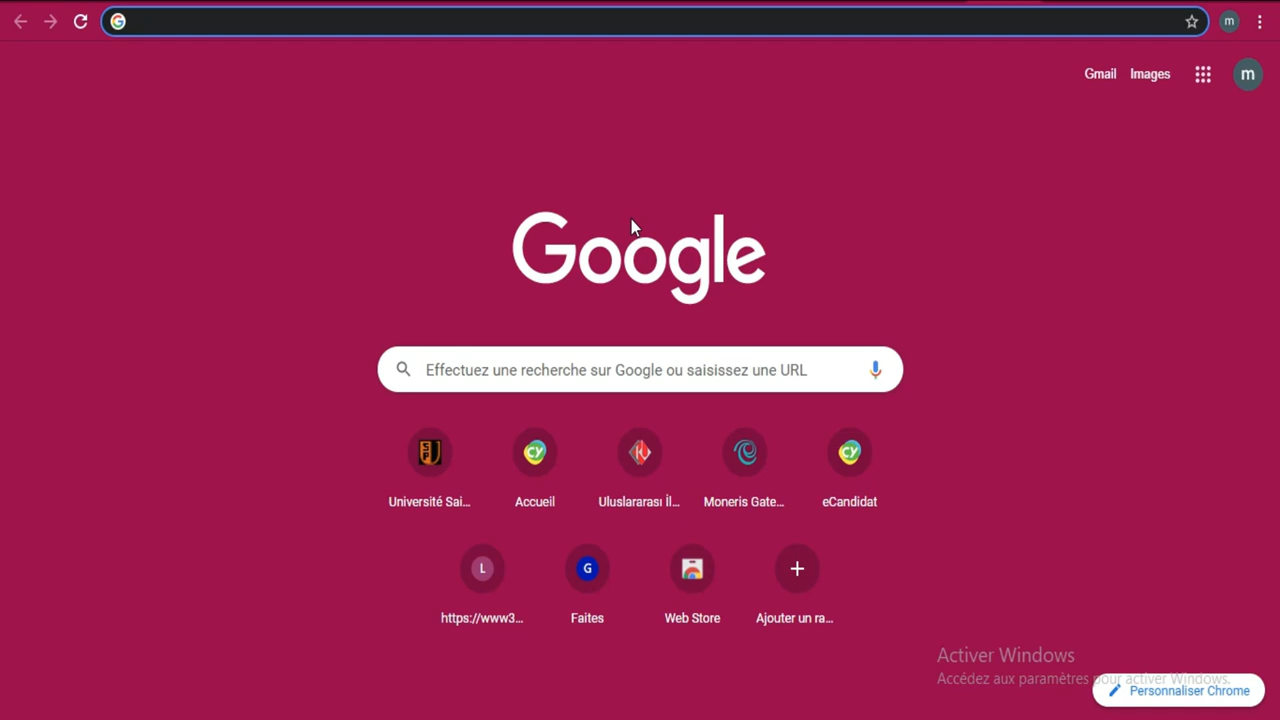 m
Gmail Images
m
Google
Effectuez une recherche sur Google ou saisissez une URL
Université Sai... Accueil Uluslararası İl... Moneris Gate... eCandidat
L G
https://www3... Faites Web Store Ajouter un ra...
Activer Windows
Accédez aux paramètres pour activer Windows.
Personnaliser Chrome